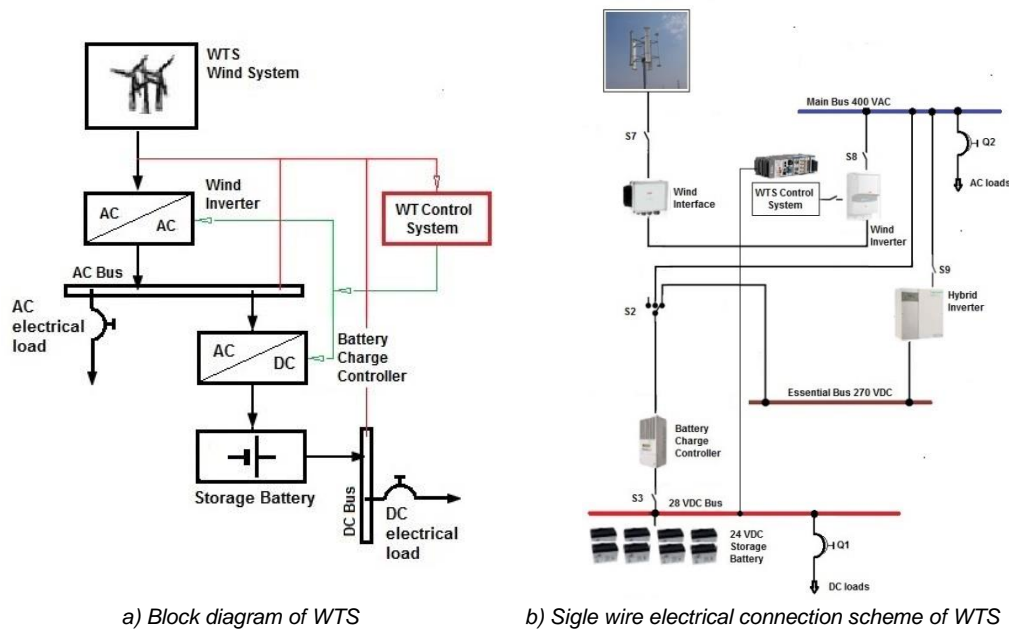 WTS
Wind System
AC
AC
Wind
Inverter
WT Control
System
AC Bus
AC
electrical
load
AC
DC
Battery
Charge
Controller
Storage Battery
DC Bus
DC
electrical
load
Main Bus 400 VAC
S7
S8
Q2
AC loads
Wind
Interface
WTS Control
System
Wind
Inverter
S2
S9
Hybrid
Inverter
Essential Bus 270 VDC
Battery
Charge
Controller
S3
28 VDC Bus
24 VDC
Storage
Battery
Q1
DC loads
a) Block diagram of WTS
b) Sigle wire electrical connection scheme of WTS